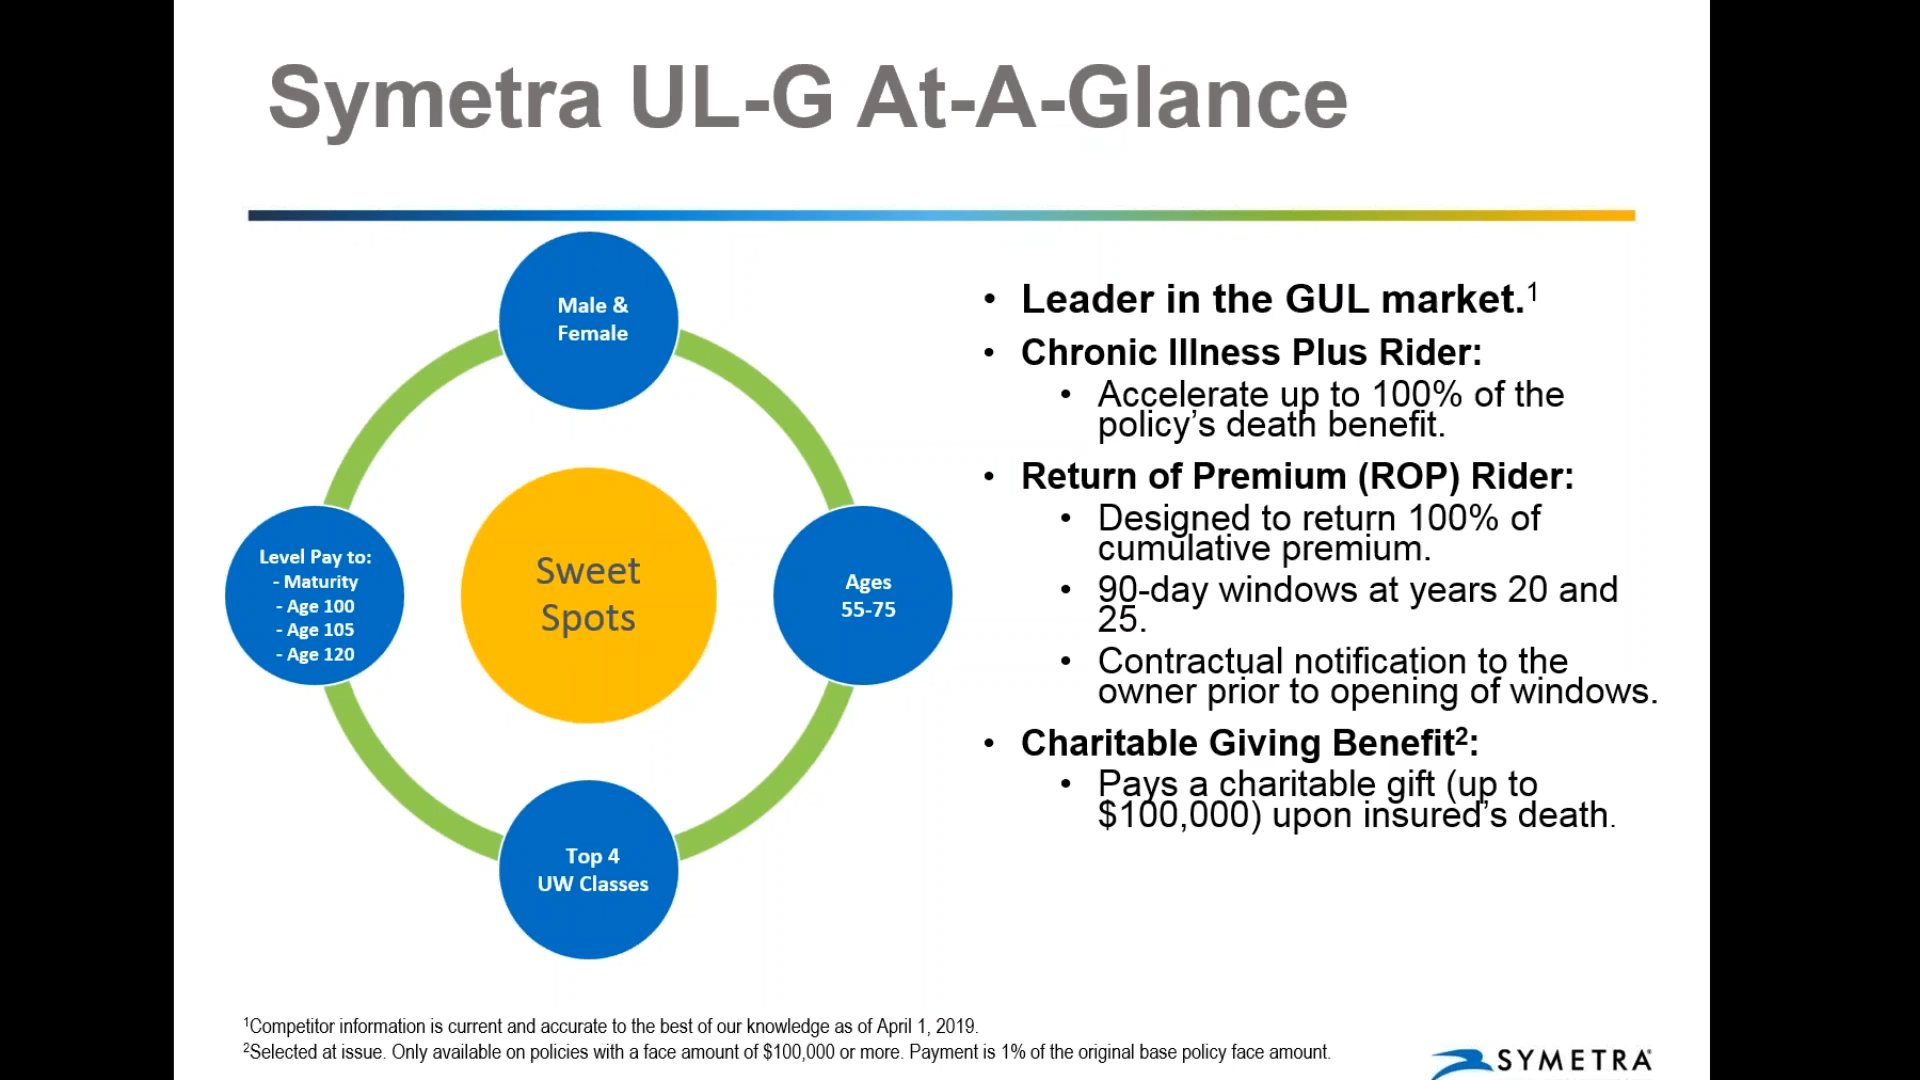 Symetra UL-G At-A-Glance
Male &
Female
Level Pay to:
- Maturity
- Age 100
- Age 105
- Age 120
Sweet
Spots
Ages
55-75
Top 4
UW Classes
• Leader in the GUL market.¹
• Chronic Illness Plus Rider:
• Accelerate up to 100% of the
policy’s death benefit.
• Return of Premium (ROP) Rider:
• Designed to return 100% of
cumulative premium.
• 90-day windows at years 20 and
25.
• Contractual notification to the
owner prior to opening of windows.
• Charitable Giving Benefit²:
• Pays a charitable gift (up to
$100,000) upon insured’s death.
¹Competitor information is current and accurate to the best of our knowledge as of April 1, 2019.
²Selected at issue. Only available on policies with a face amount of $100,000 or more. Payment is 1% of the original base policy face amount.
SYMETRA